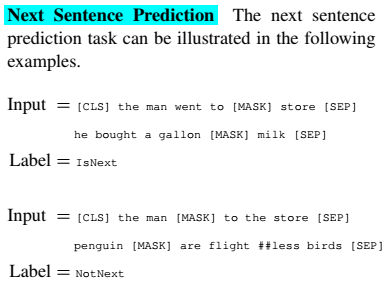 Next Sentence Prediction The next sentence
prediction task can be illustrated in the following
examples.
Input = [CLS] the man went to [MASK] store [SEP]
he bought a gallon [MASK] milk [SEP]
Label = IsNext
Input = [CLS] the man [MASK] to the store [SEP]
penguin [MASK] are flight ##less birds [SEP]
Label = NotNext